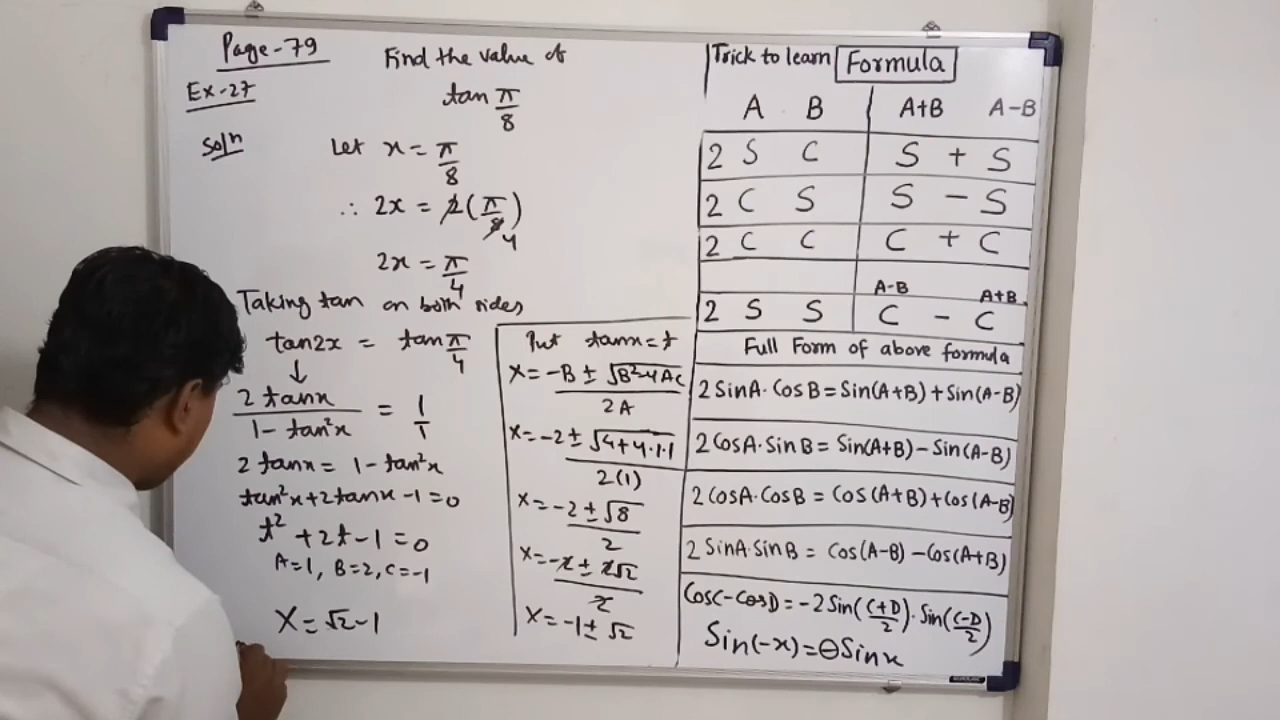 Page-79
Find the value of
Ex-27
tan π/8
Solⁿ
Let x = π/8
∴ 2x = 2(π/8) 4
2x = π/4
Taking tan on both sides
tan2x = tan π/4
↓
2 tanx / 1 - tan²x = 1/1
2 tanx = 1 - tan²x
tan²x + 2 tanx - 1 = 0
t² + 2t - 1 = 0
A=1, B=2, C=-1
X = √2 - 1
Put tanx = t
X = -B ± √B²-4AC / 2A
X = -2 ± √4+4·1·1 / 2(1)
X = -2 ± √8 / 2
X = -2 ± 2√2 / 2
X = -1 ± √2
Trick to learn Formula
A B A+B A-B
2 S C S + S
2 C S S - S
2 C C C + C
A-B A+B
2 S S C - C
Full Form of above formula
2 SinA·CosB = Sin(A+B) + Sin(A-B)
2 CosA·SinB = Sin(A+B) - Sin(A-B)
2 CosA·CosB = Cos(A+B) + Cos(A-B)
2 SinA·SinB = Cos(A-B) - Cos(A+B)
CosC - CosD = -2 Sin(C+D/2)·Sin(C-D/2)
Sin(-x) = ⊖Sinx